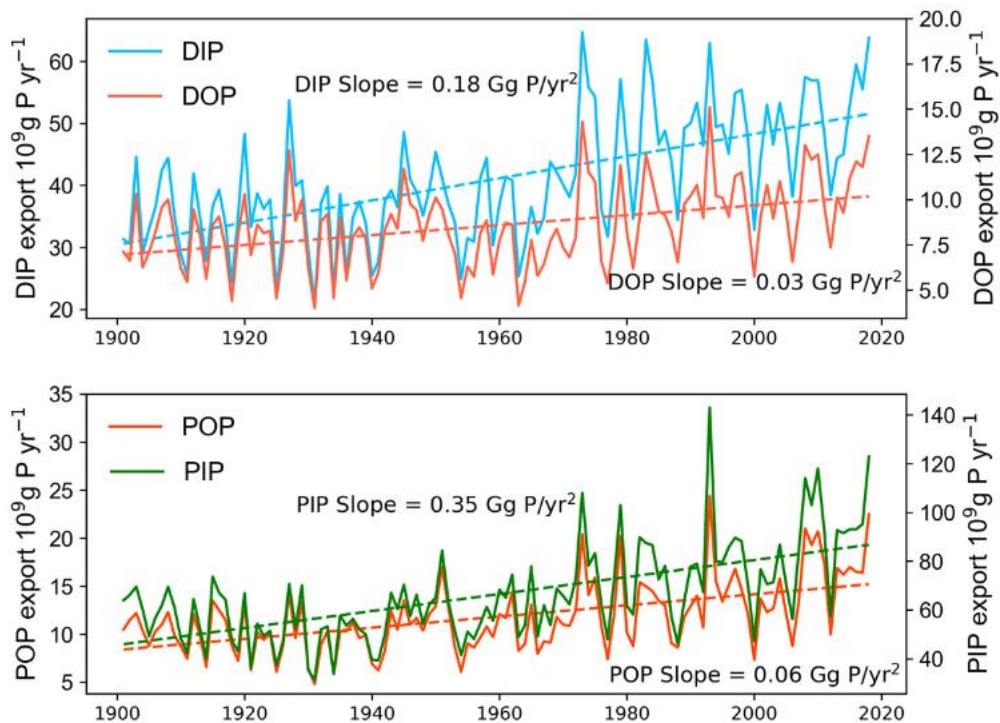 DIP export 10⁹g P yr⁻¹
60
50
40
30
20
DIP
DOP
DIP Slope = 0.18 Gg P/yr²
DOP Slope = 0.03 Gg P/yr²
20.0
17.5
15.0
12.5
10.0
7.5
5.0
DOP export 10⁹g P yr⁻¹
1900 1920 1940 1960 1980 2000 2020
POP export 10⁹g P yr⁻¹
35
30
25
20
15
10
5
POP
PIP
PIP Slope = 0.35 Gg P/yr²
POP Slope = 0.06 Gg P/yr²
140
120
100
80
60
40
PIP export 10⁹g P yr⁻¹
1900 1920 1940 1960 1980 2000 2020